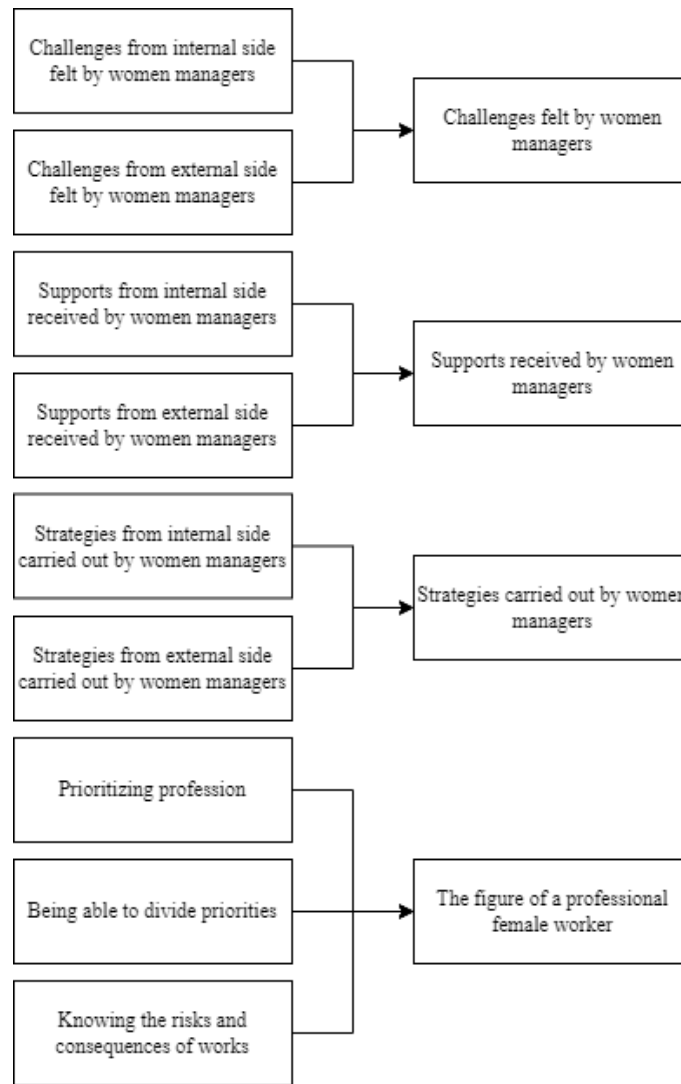 Challenges from internal side
felt by women managers
Challenges felt by women
managers
Challenges from external side
felt by women managers
Supports from internal side
received by women managers
Supports received by women
managers
Supports from external side
received by women managers
Strategies from internal side
carried out by women managers
Strategies carried out by women
managers
Strategies from external side
carried out by women managers
Prioritizing profession
Being able to divide priorities
The figure of a professional
female worker
Knowing the risks and
consequences of works